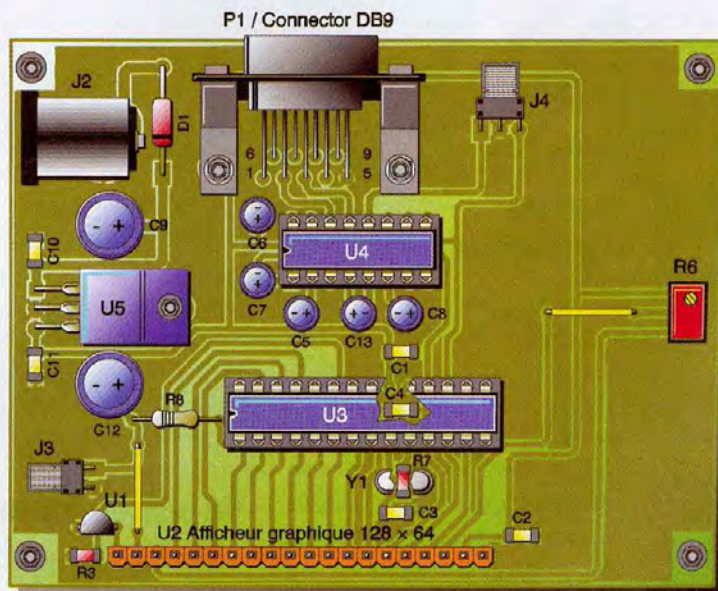 P1 / Connector DB9
J2
D1
J4
6
9
1
5
C9
C6
U4
C10
R6
U5
C7
C5
C13
C8
C11
C1
R8
U3
C4
C12
J3
Y1
R7
U1
C3
C2
U2 Afficheur graphique 128 × 64
R3